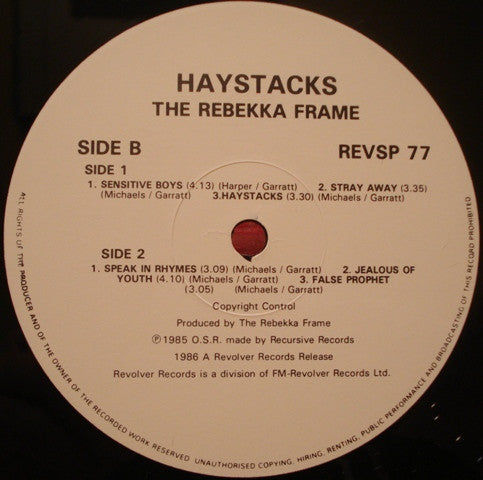 HAYSTACKS
THE REBEKKA FRAME
SIDE B
REVSP 77
SIDE 1
1. SENSITIVE BOYS (4.13) (Harper / Garratt) 2. STRAY AWAY (3.35)
(Michaels / Garratt) 3.HAYSTACKS (3.30) (Michaels / Garratt)
SIDE 2
1. SPEAK IN RHYMES (3.09) (Michaels / Garratt) 2. JEALOUS OF
YOUTH (4.10) (Michaels / Garratt) 3. FALSE PROPHET
(3.05) (Michaels / Garratt)
Copyright Control
Produced by The Rebekka Frame
℗1985 O.S.R. made by Recursive Records
1986 A Revolver Records Release
Revolver Records is a division of FM-Revolver Records Ltd.
ALL RIGHTS OF THE PRODUCER AND OF THE OWNER OF THE RECORDED WORK RESERVED. UNAUTHORISED COPYING, HIRING, RENTING, PUBLIC PERFORMANCE AND BROADCASTING OF THIS RECORD PROHIBITED.